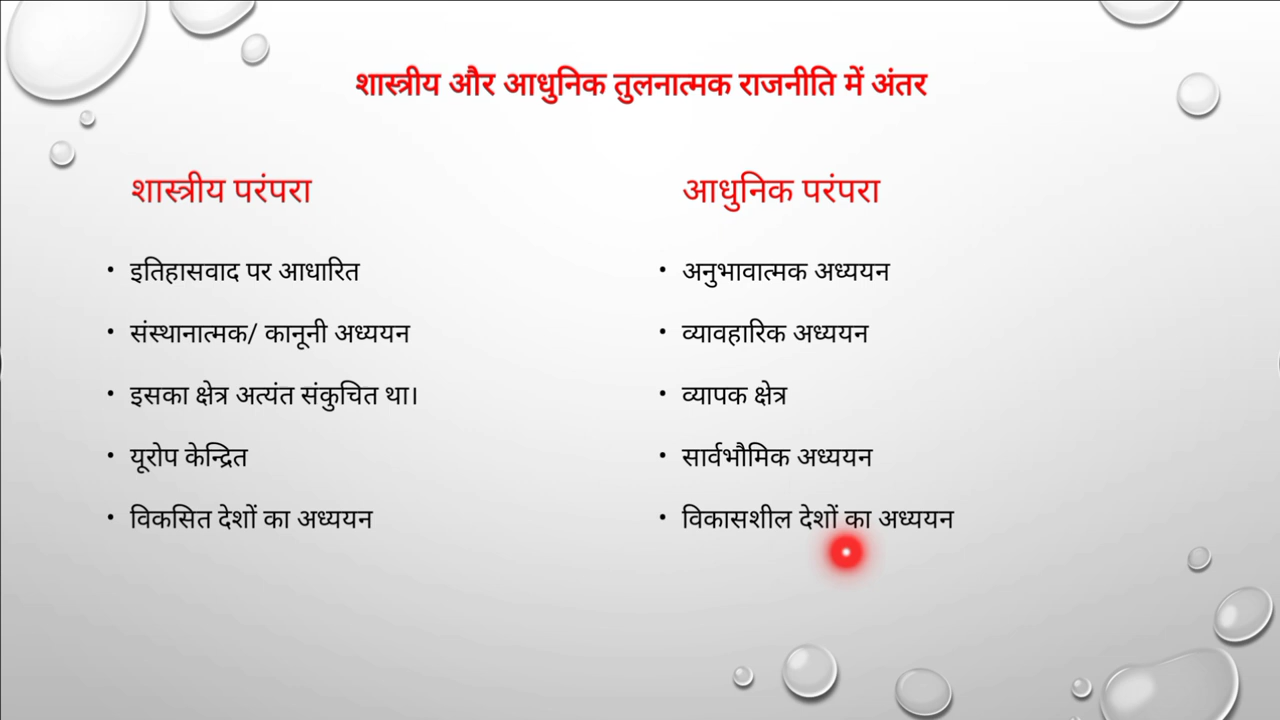 शास्त्रीय और आधुनिक तुलनात्मक राजनीति में अंतर
शास्त्रीय परंपरा
• इतिहासवाद पर आधारित
• संस्थानात्मक/ कानूनी अध्ययन
• इसका क्षेत्र अत्यंत संकुचित था।
• यूरोप केन्द्रित
• विकसित देशों का अध्ययन
आधुनिक परंपरा
• अनुभावात्मक अध्ययन
• व्यावहारिक अध्ययन
• व्यापक क्षेत्र
• सार्वभौमिक अध्ययन
• विकासशील देशों का अध्ययन